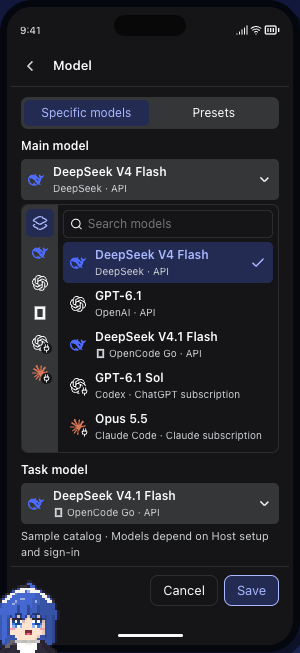 9:41
Model
Specific models
Presets
Main model
DeepSeek V4 Flash
DeepSeek · API
Search models
DeepSeek V4 Flash
DeepSeek · API
GPT-6.1
OpenAI · API
DeepSeek V4.1 Flash
OpenCode Go · API
GPT-6.1 Sol
Codex · ChatGPT subscription
Opus 5.5
Claude Code · Claude subscription
Task model
DeepSeek V4.1 Flash
OpenCode Go · API
Sample catalog · Models depend on Host setup
and sign-in
Cancel
Save